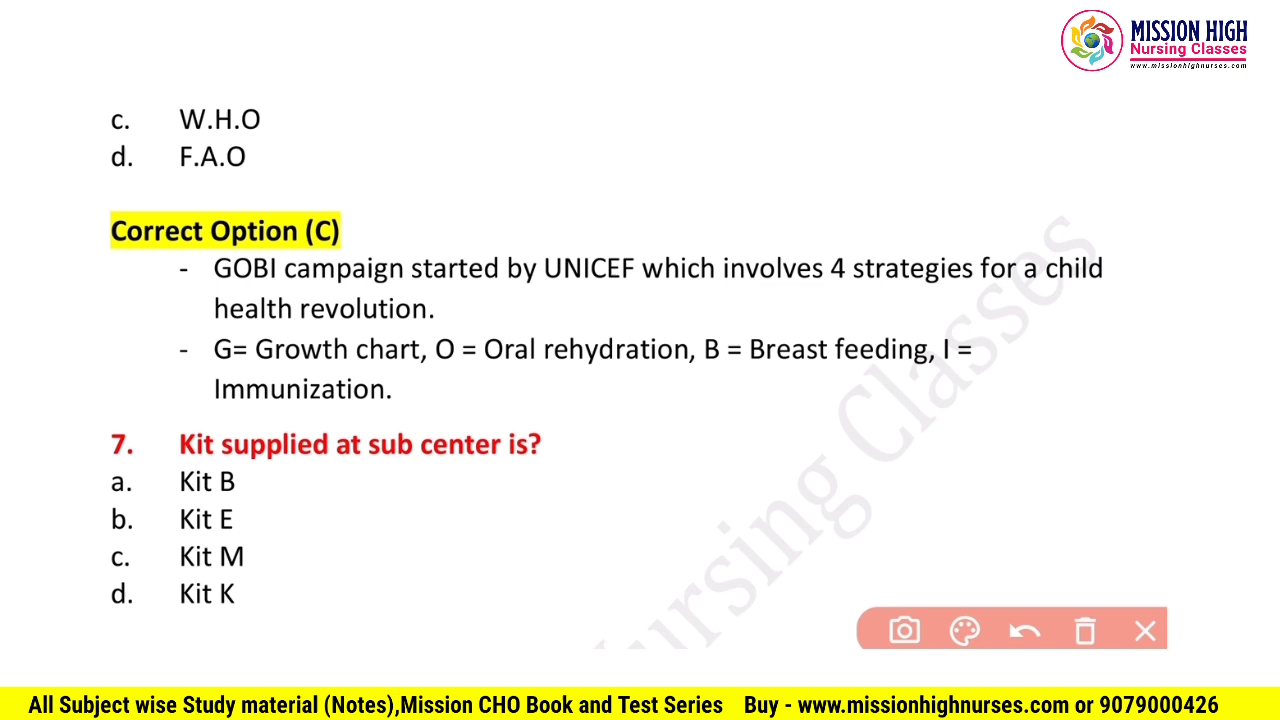 MISSION HIGH
Nursing Classes
www.missionhighnurses.com
c. W.H.O
d. F.A.O
Correct Option (C)
- GOBI campaign started by UNICEF which involves 4 strategies for a child
health revolution.
- G= Growth chart, O = Oral rehydration, B = Breast feeding, I =
Immunization.
7. Kit supplied at sub center is?
a. Kit B
b. Kit E
c. Kit M
d. Kit K
Nursing Classes
All Subject wise Study material (Notes),Mission CHO Book and Test Series Buy - www.missionhighnurses.com or 9079000426